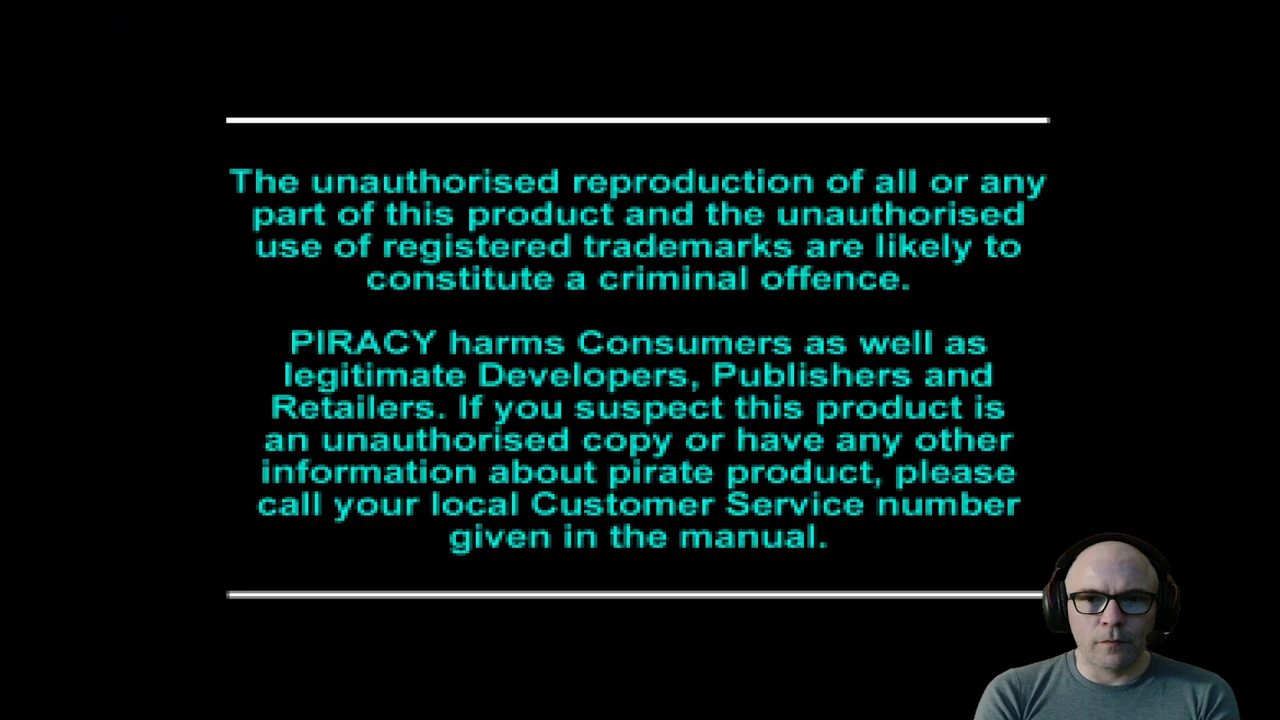 The unauthorised reproduction of all or any
part of this product and the unauthorised
use of registered trademarks are likely to
constitute a criminal offence.
PIRACY harms Consumers as well as
legitimate Developers, Publishers and
Retailers. If you suspect this product is
an unauthorised copy or have any other
information about pirate product, please
call your local Customer Service number
given in the manual.